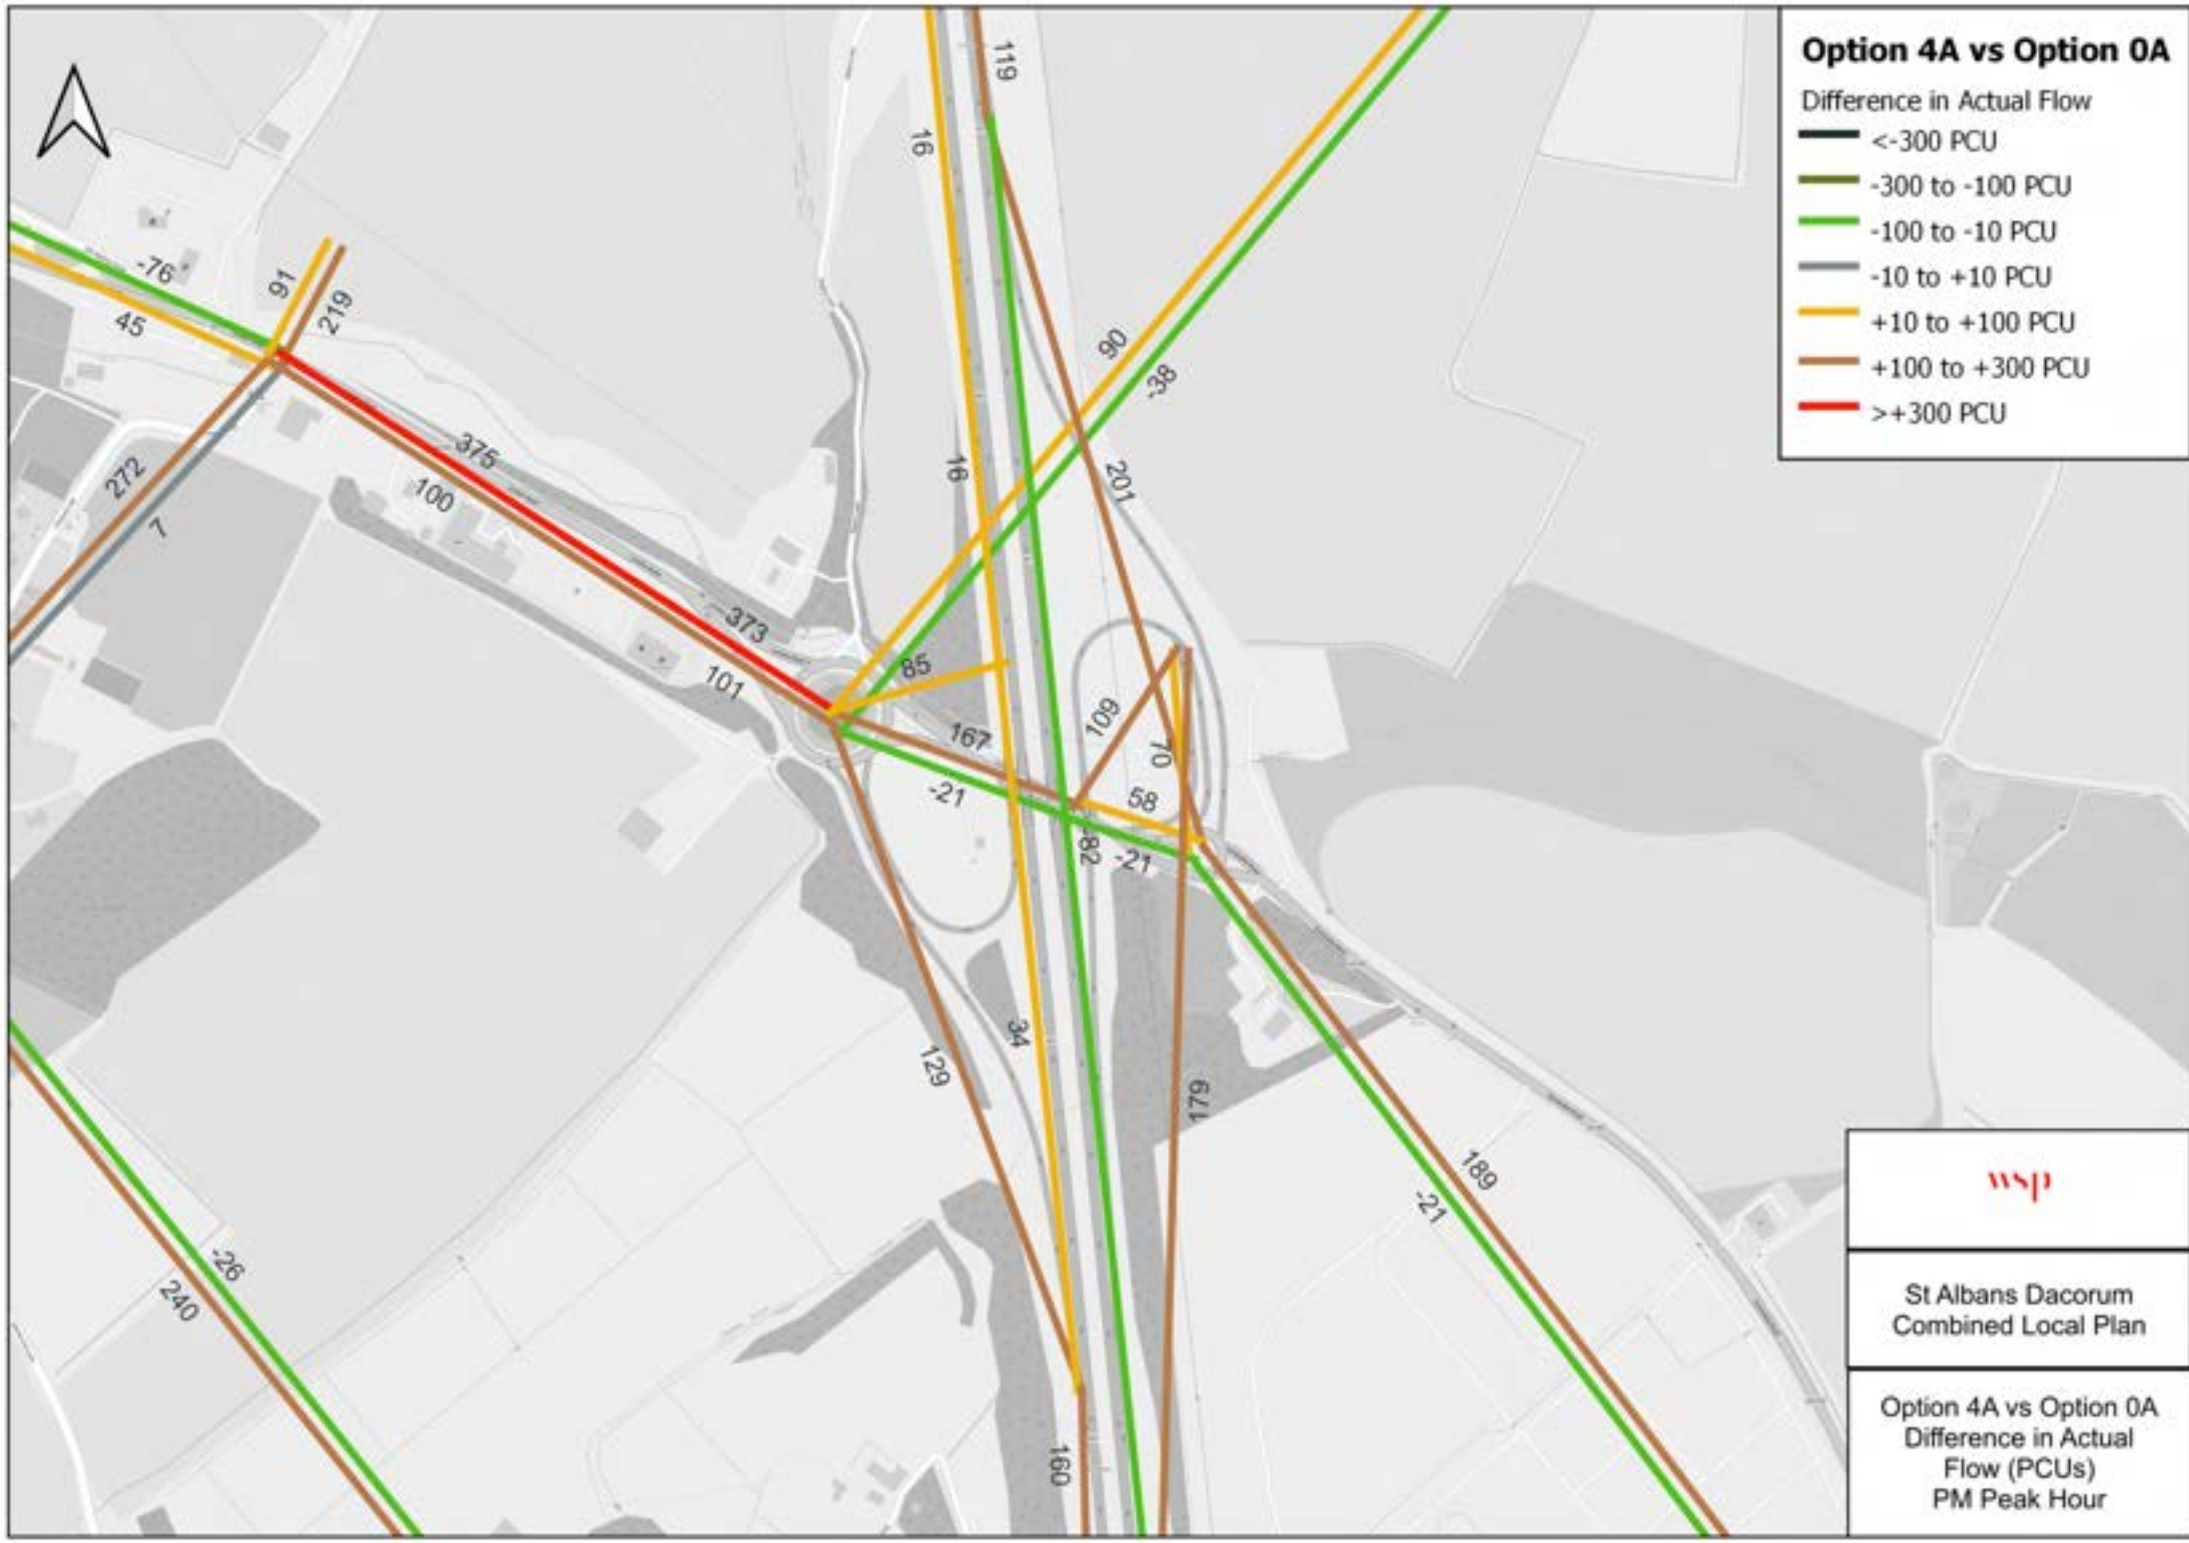 Option 4A vs Option 0A
Difference in Actual Flow
<-300 PCU
-300 to -100 PCU
-100 to -10 PCU
-10 to +10 PCU
+10 to +100 PCU
+100 to +300 PCU
>+300 PCU
119
16
-76
91
219
45
90
-38
375
16
201
272
100
7
373
85
101
109
167
70
-21
58
-82
-21
34
129
179
189
-21
-26
240
160
wsp
St Albans Dacorum
Combined Local Plan
Option 4A vs Option 0A
Difference in Actual
Flow (PCUs)
PM Peak Hour